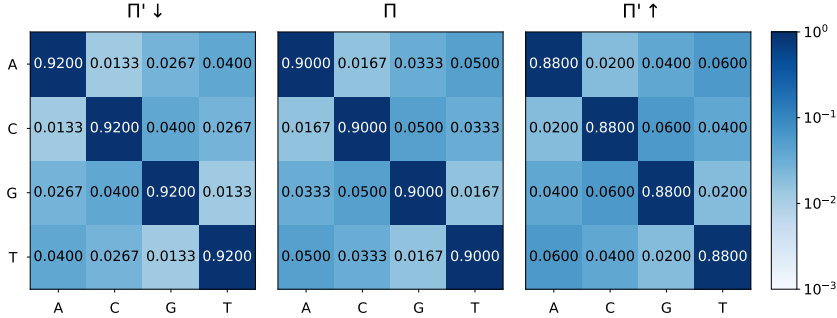 Π' ↓ Π Π' ↑
10⁰
A 0.9200 0.0133 0.0267 0.0400 0.9000 0.0167 0.0333 0.0500 0.8800 0.0200 0.0400 0.0600
10⁻¹
C 0.0133 0.9200 0.0400 0.0267 0.0167 0.9000 0.0500 0.0333 0.0200 0.8800 0.0600 0.0400
G 0.0267 0.0400 0.9200 0.0133 0.0333 0.0500 0.9000 0.0167 0.0400 0.0600 0.8800 0.0200
10⁻²
T 0.0400 0.0267 0.0133 0.9200 0.0500 0.0333 0.0167 0.9000 0.0600 0.0400 0.0200 0.8800
10⁻³
A C G T A C G T A C G T